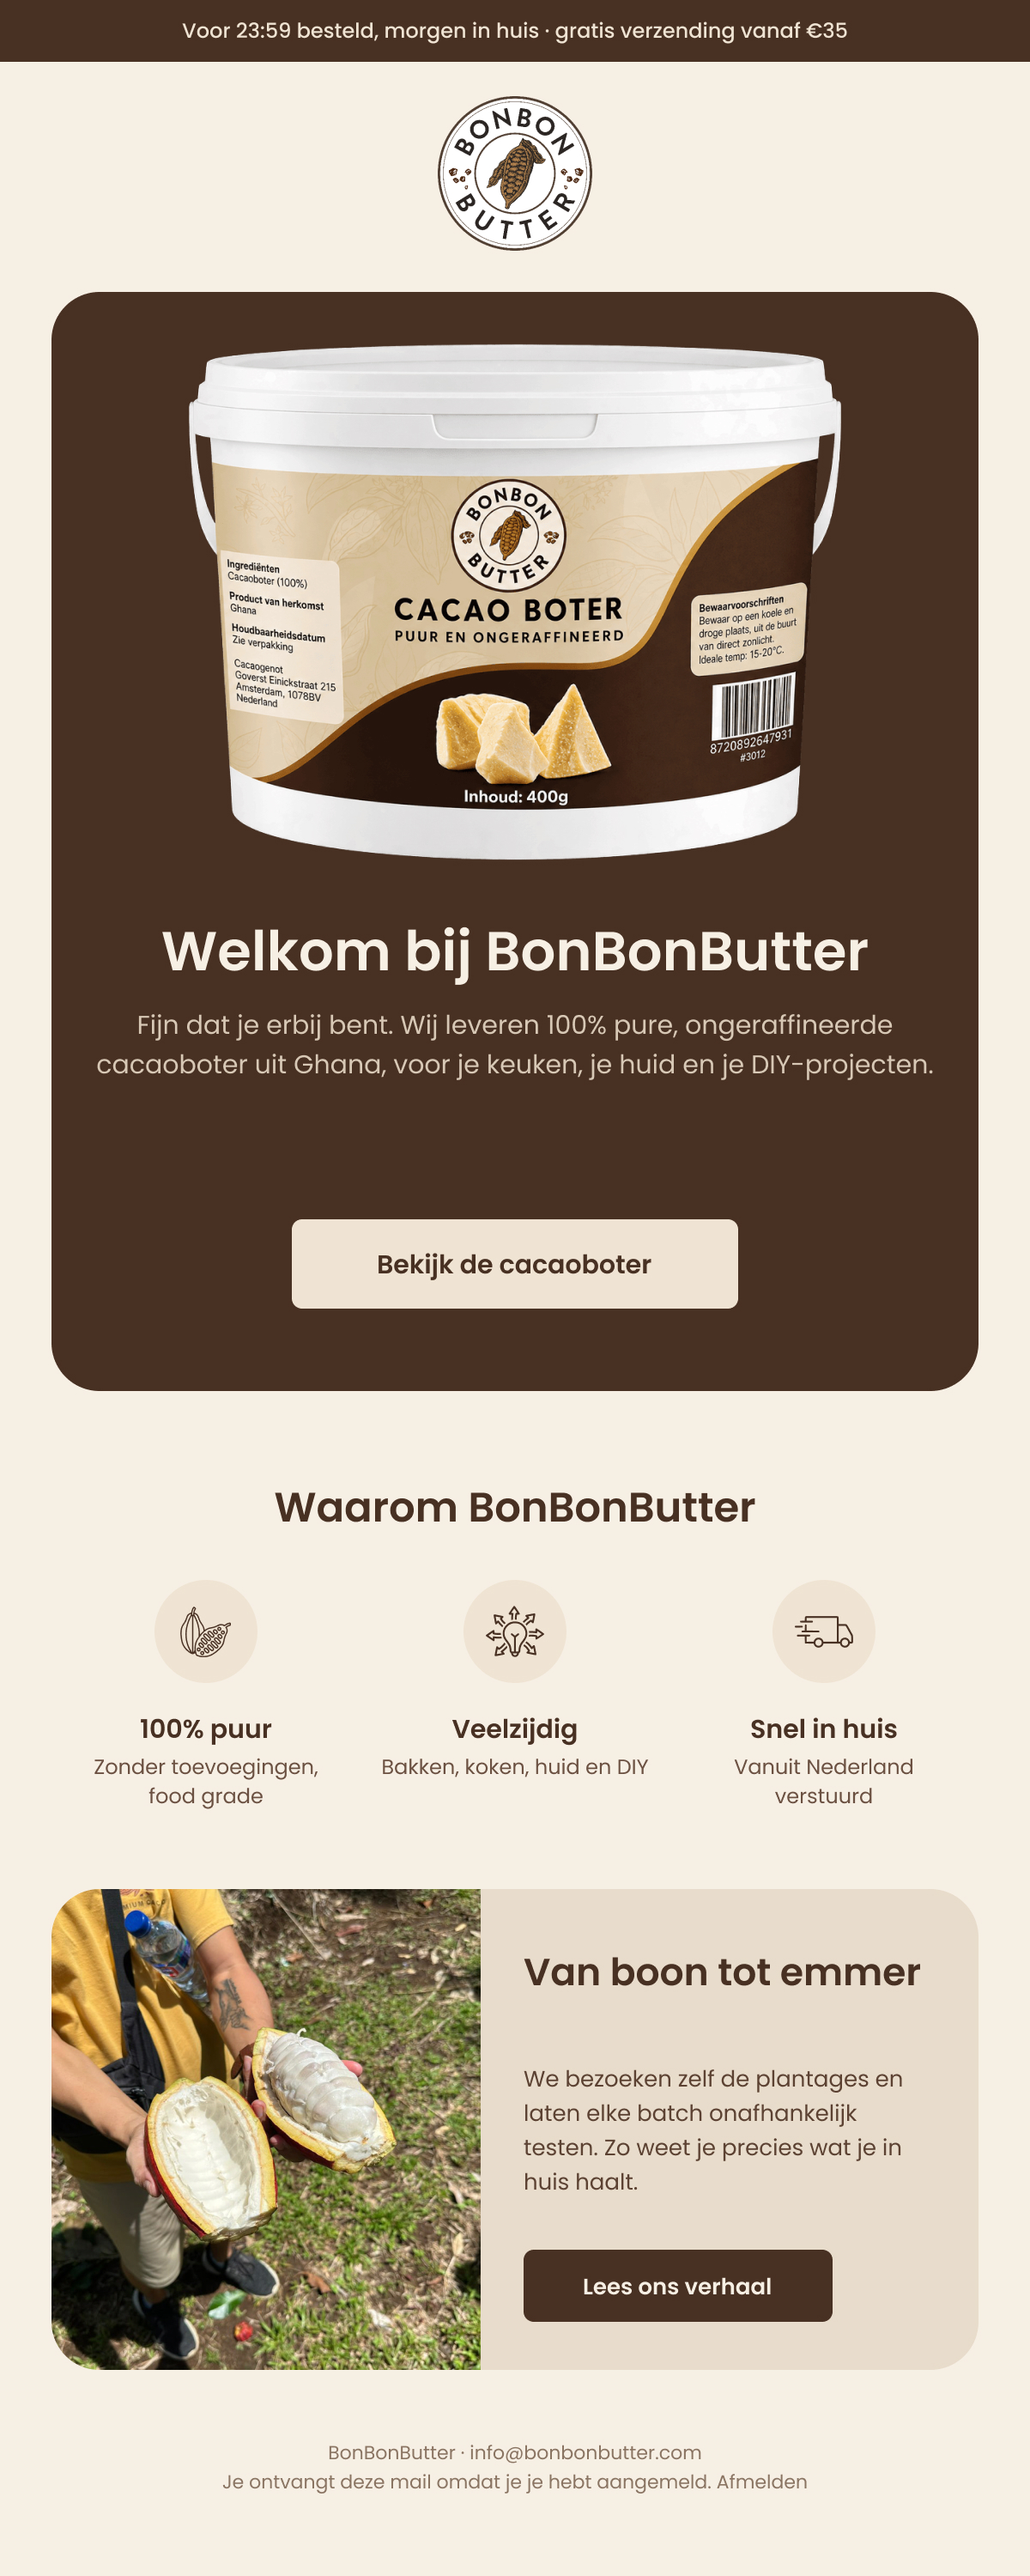 Voor 23:59 besteld, morgen in huis · gratis verzending vanaf €35
BONBON
BUTTER
BONBON
BUTTER
CACAO BOTER
PUUR EN ONGERAFFINEERD
Ingrediënten
Cacaoboter (100%)
Product van herkomst
Ghana
Houdbaarheidsdatum
Zie verpakking
Cacaogenot
Goverst Einickstraat 215
Amsterdam, 1078BV
Nederland
Bewaarvoorschriften
Bewaar op een koele en
droge plaats, uit de buurt
van direct zonlicht.
Ideale temp: 15-20°C.
8720892647931
#3012
Inhoud: 400g
Welkom bij BonBonButter
Fijn dat je erbij bent. Wij leveren 100% pure, ongeraffineerde
cacaoboter uit Ghana, voor je keuken, je huid en je DIY-projecten.
Bekijk de cacaoboter
Waarom BonBonButter
100% puur
Zonder toevoegingen,
food grade
Veelzijdig
Bakken, koken, huid en DIY
Snel in huis
Vanuit Nederland
verstuurd
Van boon tot emmer
We bezoeken zelf de plantages en
laten elke batch onafhankelijk
testen. Zo weet je precies wat je in
huis haalt.
Lees ons verhaal
BonBonButter · info@bonbonbutter.com
Je ontvangt deze mail omdat je je hebt aangemeld. Afmelden